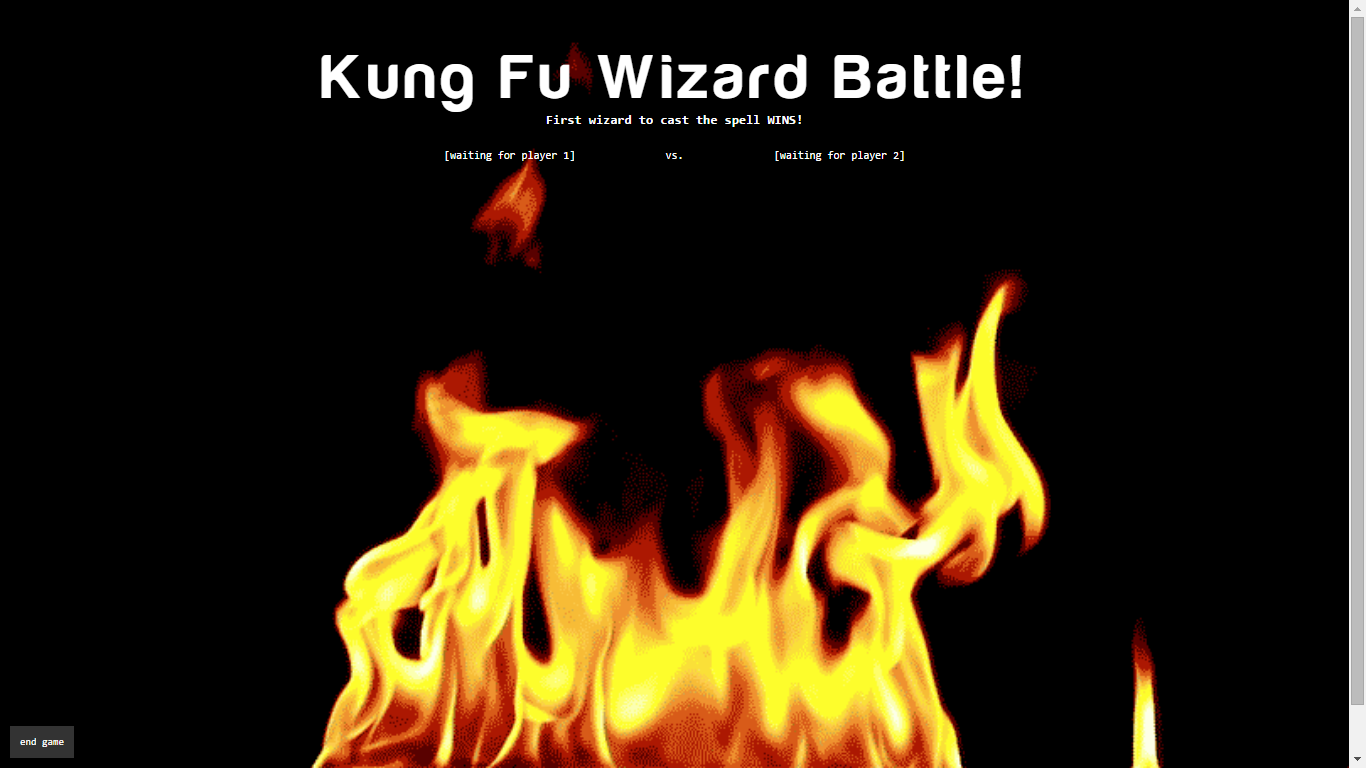 Kung Fu Wizard Battle!
First wizard to cast the spell WINS!
[waiting for player 1] vs. [waiting for player 2]
end game